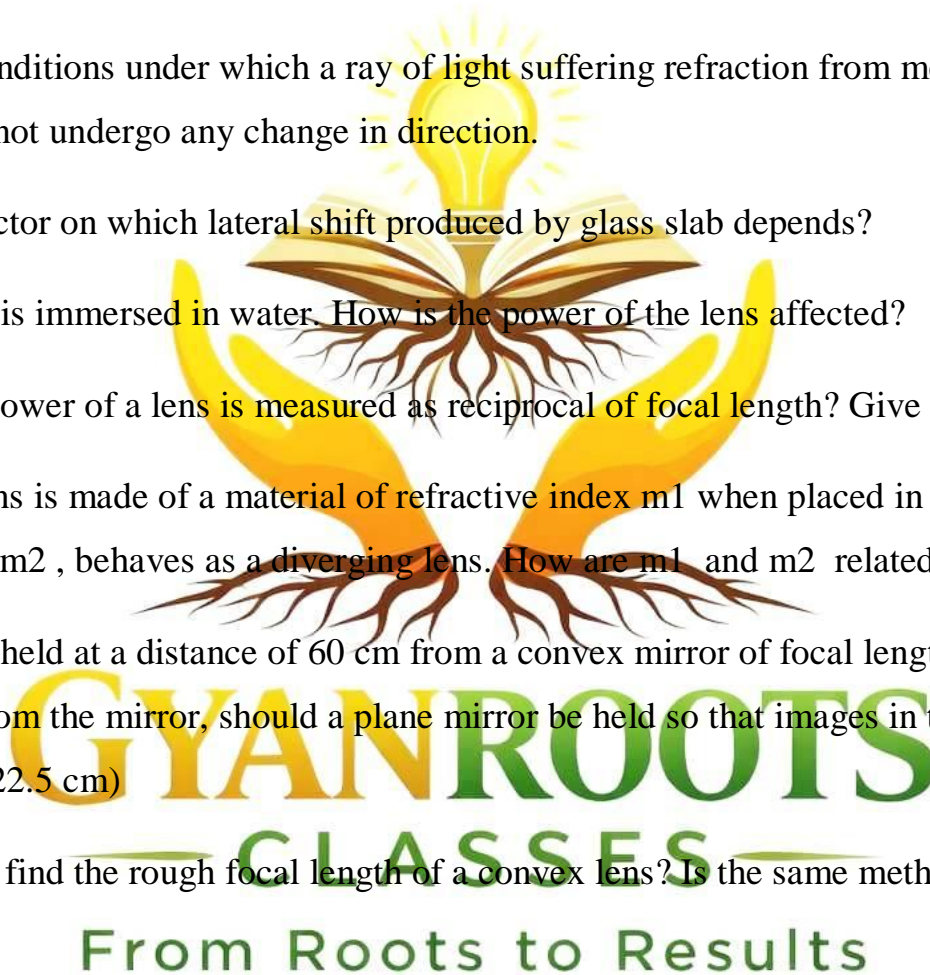 nditions under which a ray of light suffering refraction from m
not undergo any change in direction.
ctor on which lateral shift produced by glass slab depends?
is immersed in water. How is the power of the lens affected?
ower of a lens is measured as reciprocal of focal length? Give
ns is made of a material of refractive index m1 when placed in
m2 , behaves as a diverging lens. How are m1 and m2 related
held at a distance of 60 cm from a convex mirror of focal lengt
om the mirror, should a plane mirror be held so that images in t
22.5 cm)
GYANROOTS
CLASSES
find the rough focal length of a convex lens? Is the same meth
From Roots to Results